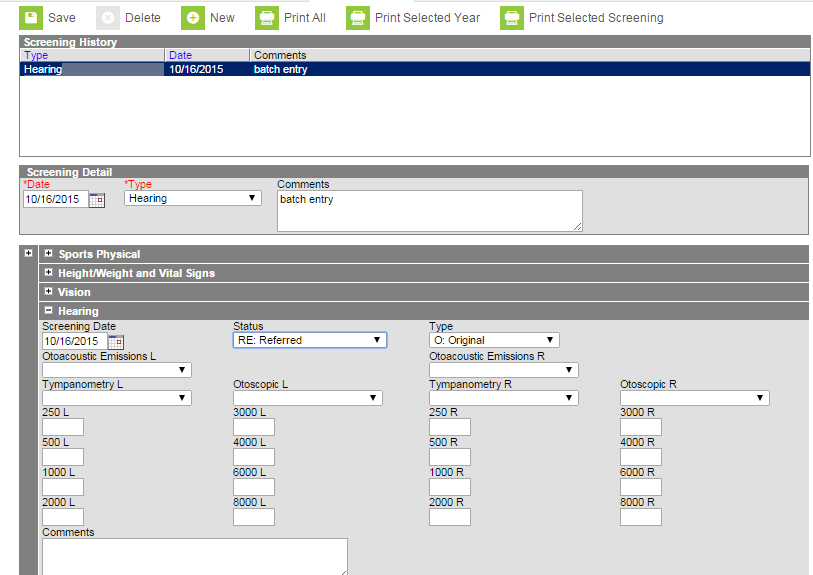 Save Delete New Print All Print Selected Year Print Selected Screening
Screening History
Type Date Comments
Hearing 10/16/2015 batch entry
Screening Detail
*Date *Type Comments
10/16/2015 Hearing batch entry
Sports Physical
Height/Weight and Vital Signs
Vision
Hearing
Screening Date Status Type
10/16/2015 RE: Referred O: Original
Otoacoustic Emissions L Otoacoustic Emissions R
Tympanometry L Otoscopic L Tympanometry R Otoscopic R
250 L 3000 L 250 R 3000 R
500 L 4000 L 500 R 4000 R
1000 L 6000 L 1000 R 6000 R
2000 L 8000 L 2000 R 8000 R
Comments